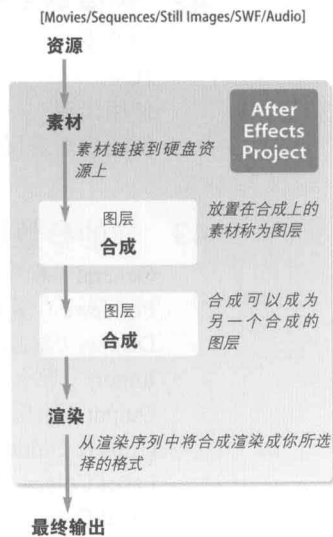 [Movies/Sequences/Still Images/SWF/Audio]
资源
After
Effects
Project
素材
素材链接到硬盘资
源上
图层
合成
放置在合成上的
素材称为图层
图层
合成
合成可以成为
另一个合成的
图层
渲染
从渲染序列中将合成渲染成你所选
择的格式
最终输出